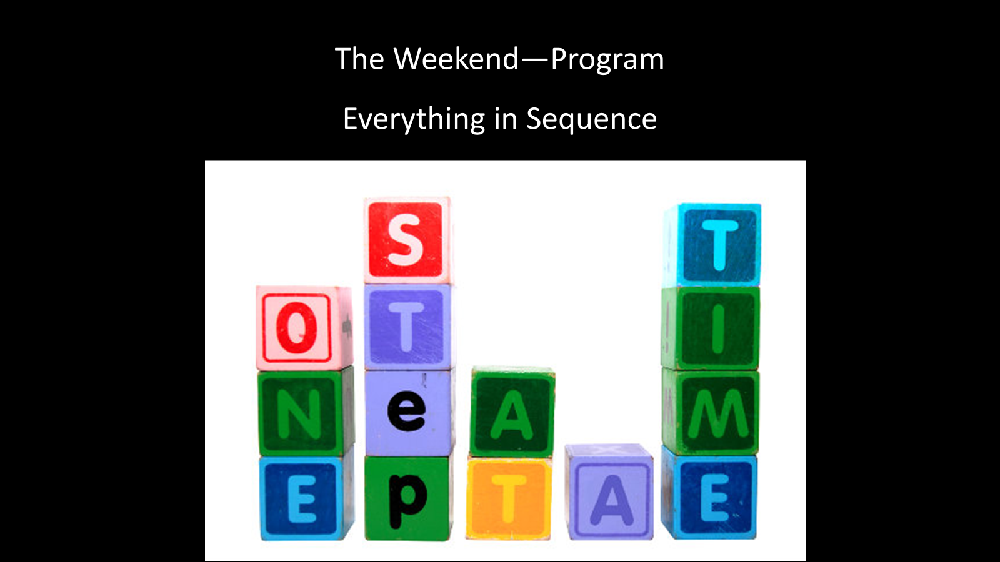 The Weekend—Program
Everything in Sequence
ONE
STep
AT
A
TIME